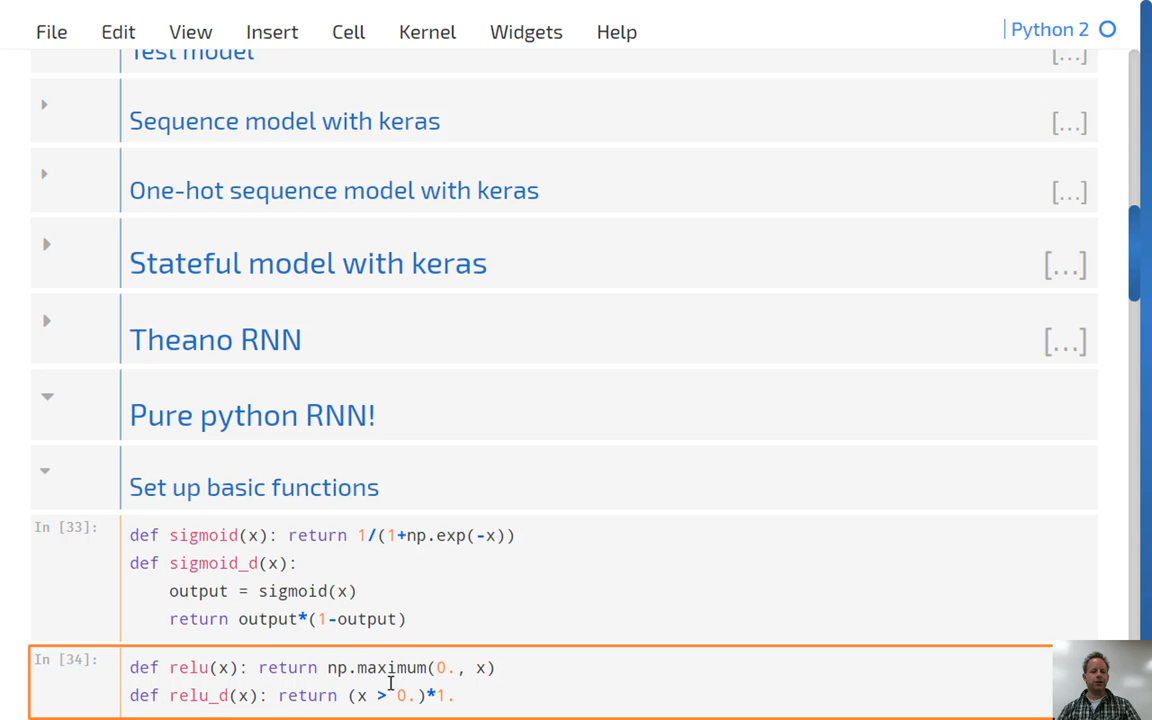 File Edit View Insert Cell Kernel Widgets Help Python 2
Test model [...]
Sequence model with keras [...]
One-hot sequence model with keras [...]
Stateful model with keras [...]
Theano RNN [...]
Pure python RNN!
Set up basic functions
In [33]: def sigmoid(x): return 1/(1+np.exp(-x))
def sigmoid_d(x):
    output = sigmoid(x)
    return output*(1-output)
In [34]: def relu(x): return np.maximum(0., x)
def relu_d(x): return (x > 0.)*1.